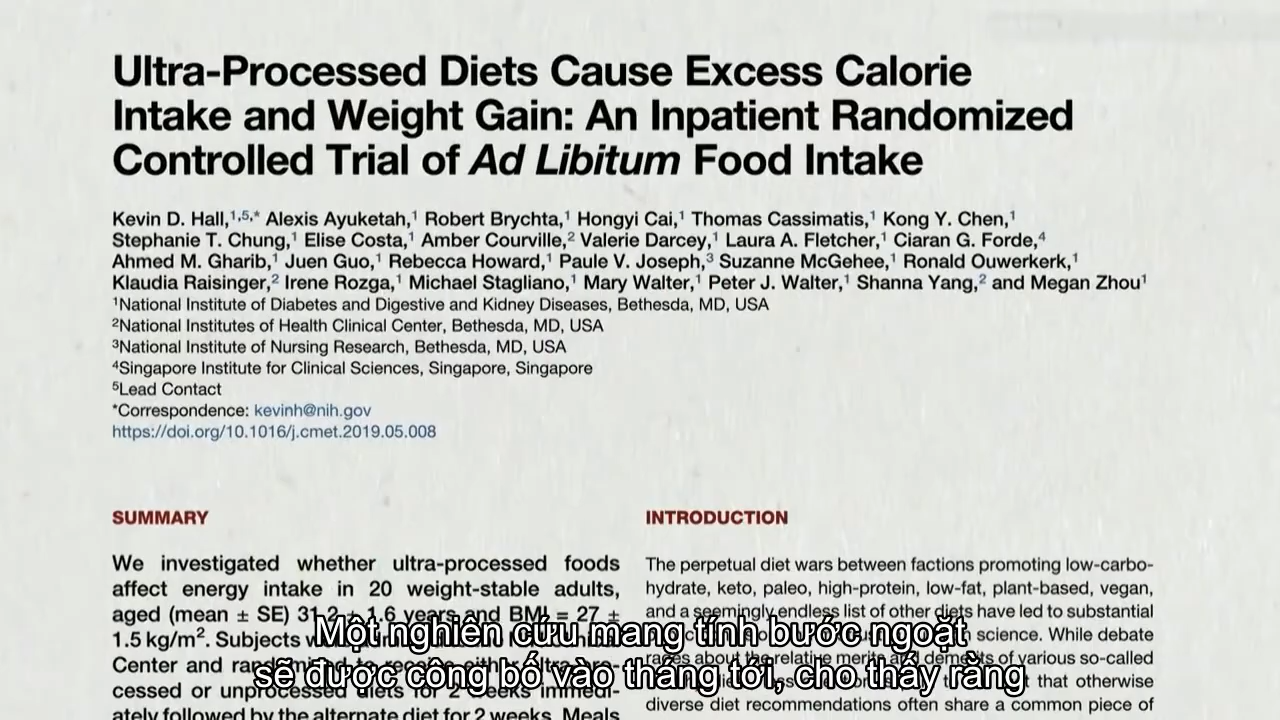 Ultra-Processed Diets Cause Excess Calorie
Intake and Weight Gain: An Inpatient Randomized
Controlled Trial of Ad Libitum Food Intake
Kevin D. Hall,1,5,* Alexis Ayuketah,1 Robert Brychta,1 Hongyi Cai,1 Thomas Cassimatis,1 Kong Y. Chen,1
Stephanie T. Chung,1 Elise Costa,1 Amber Courville,2 Valerie Darcey,1 Laura A. Fletcher,1 Ciaran G. Forde,4
Ahmed M. Gharib,1 Juen Guo,1 Rebecca Howard,1 Paule V. Joseph,3 Suzanne McGehee,1 Ronald Ouwerkerk,1
Klaudia Raisinger,2 Irene Rozga,1 Michael Stagliano,1 Mary Walter,1 Peter J. Walter,1 Shanna Yang,2 and Megan Zhou1
1National Institute of Diabetes and Digestive and Kidney Diseases, Bethesda, MD, USA
2National Institutes of Health Clinical Center, Bethesda, MD, USA
3National Institute of Nursing Research, Bethesda, MD, USA
4Singapore Institute for Clinical Sciences, Singapore, Singapore
5Lead Contact
*Correspondence: kevinh@nih.gov
https://doi.org/10.1016/j.cmet.2019.05.008
SUMMARY
We investigated whether ultra-processed foods
affect energy intake in 20 weight-stable adults,
aged (mean ± SE) 31.2 ± 1.6 years and BMI = 27 ±
1.5 kg/m2. Subjects
Center and
cessed or unprocessed diets for 2 weeks immedi-
ately followed by the alternate diet for 2 weeks. Meals
INTRODUCTION
The perpetual diet wars between factions promoting low-carbo-
hydrate, keto, paleo, high-protein, low-fat, plant-based, vegan,
and a seemingly endless list of other diets have led to substantial
science. While debate
rages about the relative merits and demerits of various so-called
that otherwise
diverse diet recommendations often share a common piece of
Một nghiên cứu mang tính bước ngoặt
sẽ được công bố vào tháng tới, cho thấy rằng